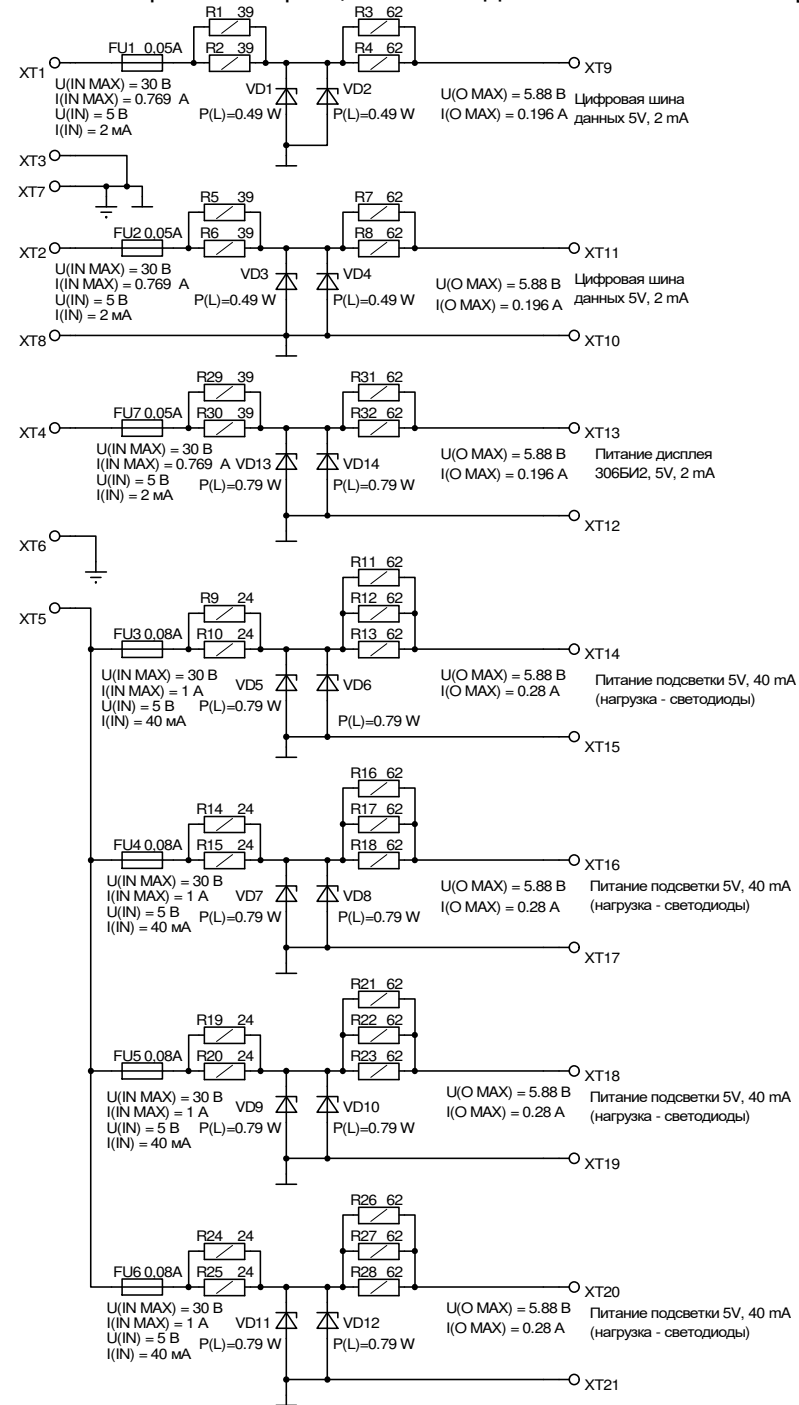 R1 39
R3 62
FU1 0,05A
R2 39
R4 62
XT1
XT9
U(IN MAX) = 30 В
I(IN MAX) = 0.769 А
U(IN) = 5 В
I(IN) = 2 мА
VD1
VD2
P(L)=0.49 W
P(L)=0.49 W
U(O MAX) = 5.88 В
I(O MAX) = 0.196 А
Цифровая шина
данных 5V, 2 mA
XT3
XT7
R5 39
R7 62
FU2 0,05A
R6 39
R8 62
XT2
XT11
U(IN MAX) = 30 В
I(IN MAX) = 0.769 А
U(IN) = 5 В
I(IN) = 2 мА
VD3
VD4
P(L)=0.49 W
P(L)=0.49 W
U(O MAX) = 5.88 В
I(O MAX) = 0.196 А
Цифровая шина
данных 5V, 2 mA
XT8
XT10
R29 39
R31 62
FU7 0,05A
R30 39
R32 62
XT4
XT13
U(IN MAX) = 30 В
I(IN MAX) = 0.769 А
U(IN) = 5 В
I(IN) = 2 мА
VD13
VD14
P(L)=0.79 W
P(L)=0.79 W
U(O MAX) = 5.88 В
I(O MAX) = 0.196 А
Питание дисплея
306БИ2, 5V, 2 mA
XT12
XT6
XT5
R11 62
R9 24
R12 62
FU3 0,08A
R10 24
R13 62
XT14
U(IN MAX) = 30 В
I(IN MAX) = 1 А
U(IN) = 5 В
I(IN) = 40 мА
VD5
VD6
P(L)=0.79 W
P(L)=0.79 W
U(O MAX) = 5.88 В
I(O MAX) = 0.28 А
Питание подсветки 5V, 40 mA
(нагрузка - светодиоды)
XT15
R16 62
R14 24
R17 62
FU4 0,08A
R15 24
R18 62
XT16
U(IN MAX) = 30 В
I(IN MAX) = 1 А
U(IN) = 5 В
I(IN) = 40 мА
VD7
VD8
P(L)=0.79 W
P(L)=0.79 W
U(O MAX) = 5.88 В
I(O MAX) = 0.28 А
Питание подсветки 5V, 40 mA
(нагрузка - светодиоды)
XT17
R21 62
R19 24
R22 62
FU5 0,08A
R20 24
R23 62
XT18
U(IN MAX) = 30 В
I(IN MAX) = 1 А
U(IN) = 5 В
I(IN) = 40 мА
VD9
VD10
P(L)=0.79 W
P(L)=0.79 W
U(O MAX) = 5.88 В
I(O MAX) = 0.28 А
Питание подсветки 5V, 40 mA
(нагрузка - светодиоды)
XT19
R26 62
R24 24
R27 62
FU6 0,08A
R25 24
R28 62
XT20
U(IN MAX) = 30 В
I(IN MAX) = 1 А
U(IN) = 5 В
I(IN) = 40 мА
VD11
VD12
P(L)=0.79 W
P(L)=0.79 W
U(O MAX) = 5.88 В
I(O MAX) = 0.28 А
Питание подсветки 5V, 40 mA
(нагрузка - светодиоды)
XT21